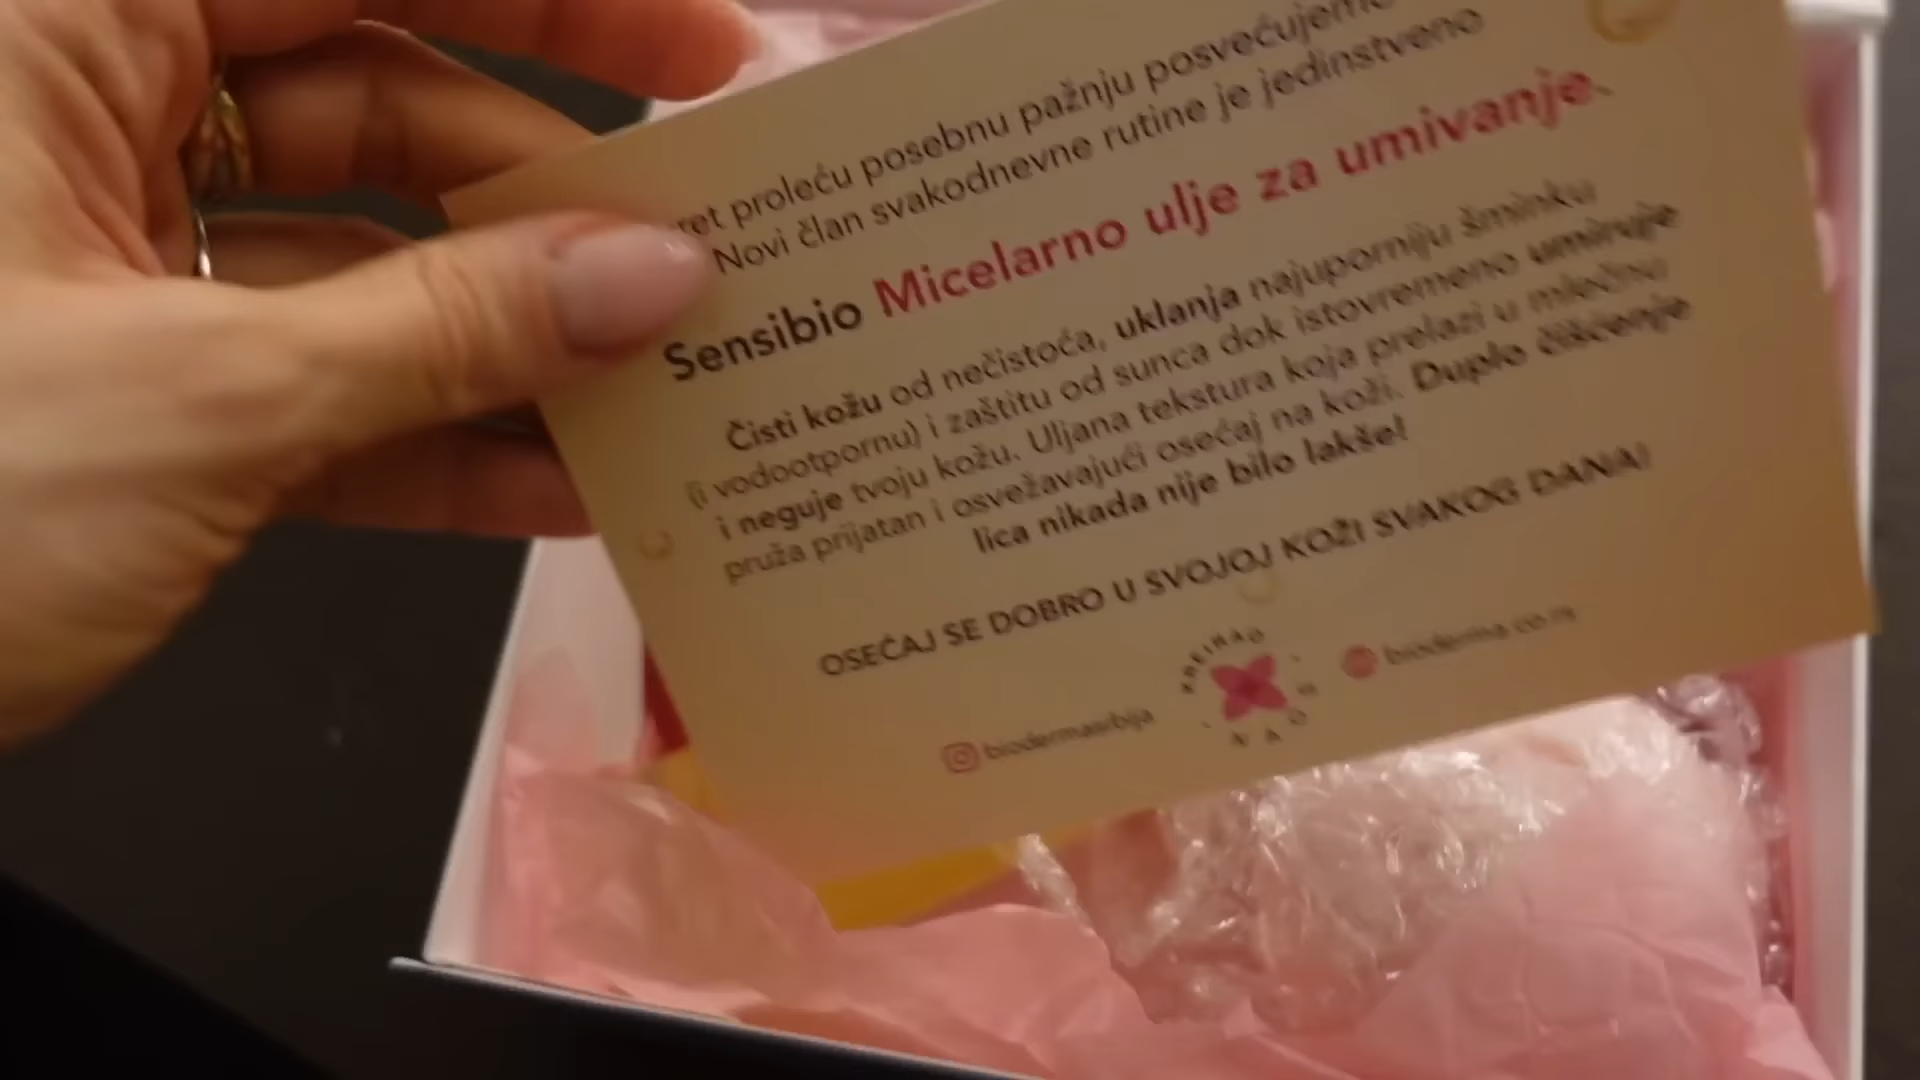 proleću posebnu pažnju posvećujemo
Novi član svakodnevne rutine je jedinstveno
Sensibio Micelarno ulje za umivanje.
Čisti kožu od nečistoća, uklanja najuporniju šminku
(i vodootpornu) i zaštitu od sunca dok istovremeno umiruje
i neguje tvoju kožu. Uljana tekstura koja prelazi u mlečnu
pruža prijatan i osvežavajući osećaj na koži. Duplo čišćenje
lica nikada nije bilo lakše!
OSEĆAJ SE DOBRO U SVOJOJ KOŽI SVAKOG DANA!
biodermasrbija
bioderma.co.rs